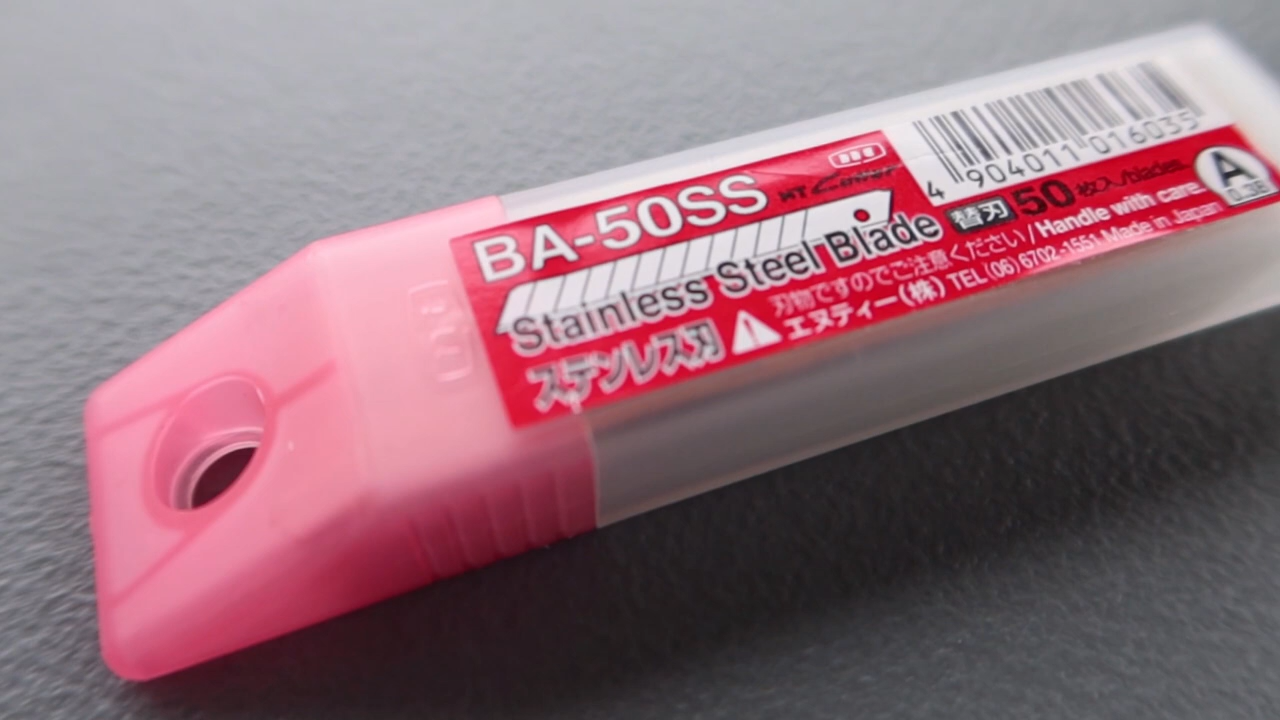 BA-50SS
NT Cutter
4 904011 016035
Stainless Steel Blade
替刃 50枚入/blades
A
ステンレス刃
刃物ですのでご注意ください/Handle with care.
エヌティー(株) TEL(06)6702-1551 Made in Japan